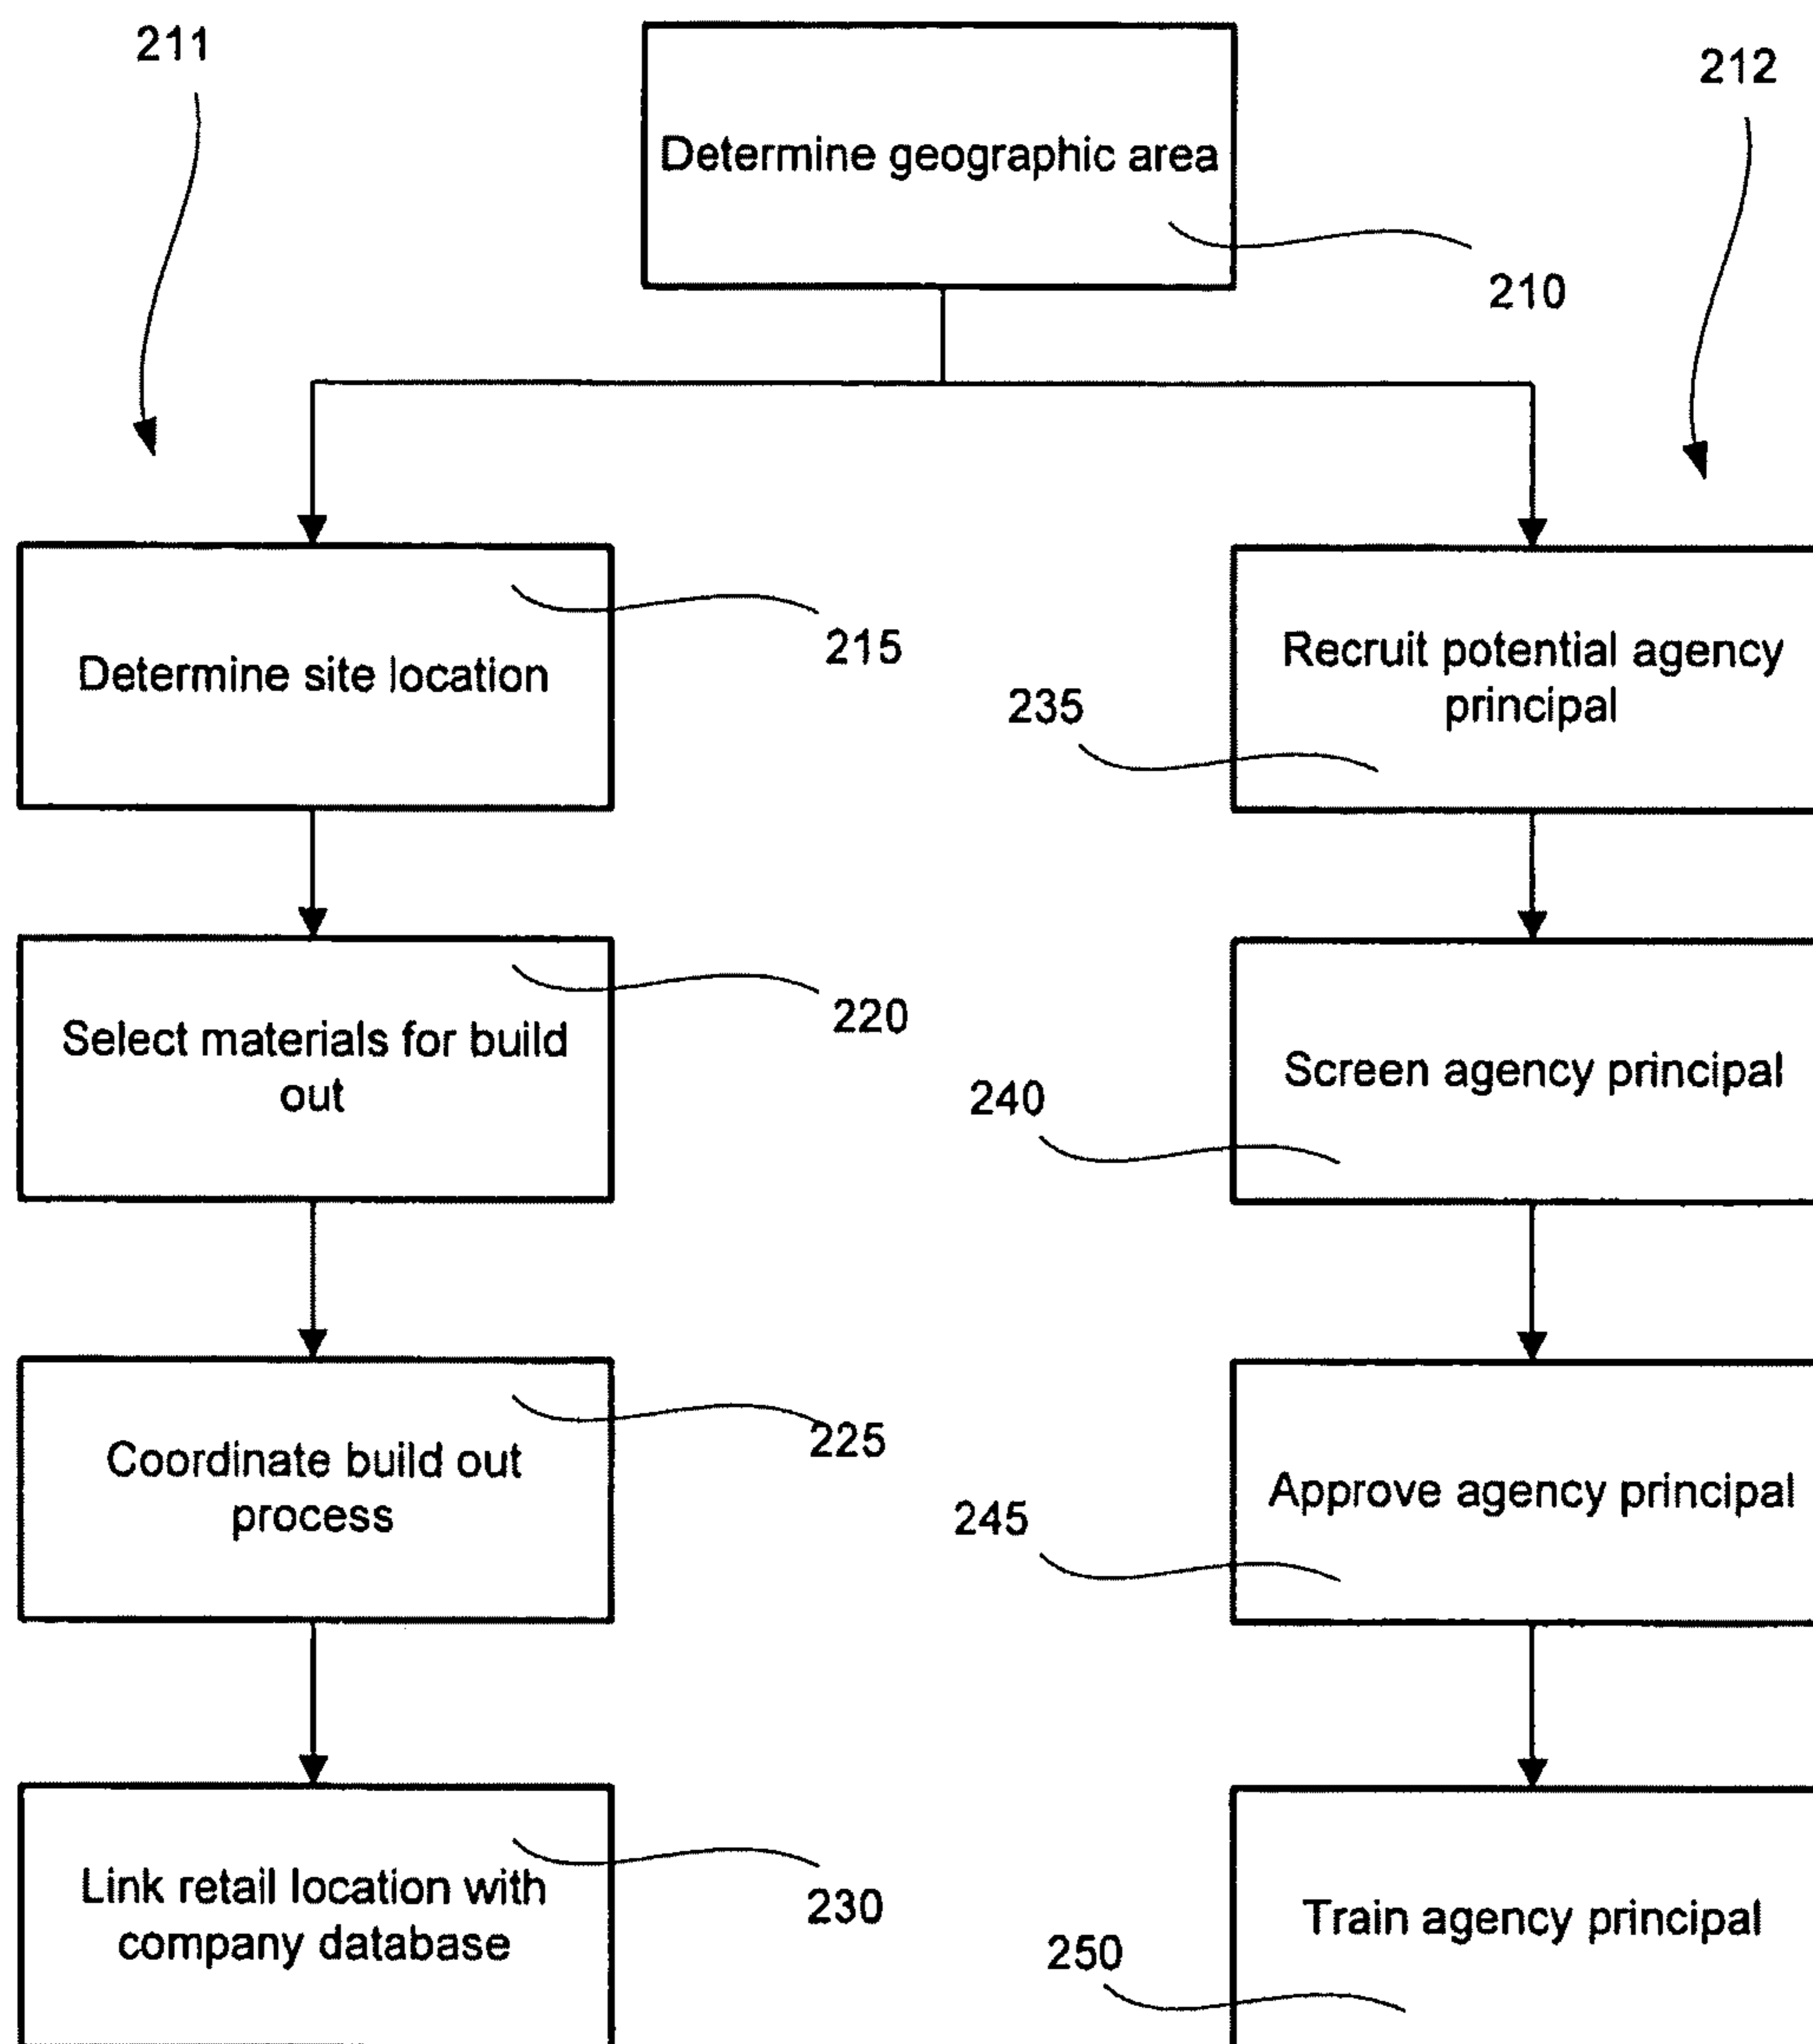 211
212
Determine geographic area
210
Determine site location
215
Recruit potential agency
principal
235
Select materials for build
out
220
Screen agency principal
240
Coordinate build out
process
225
Approve agency principal
245
Link retail location with
company database
230
Train agency principal
250